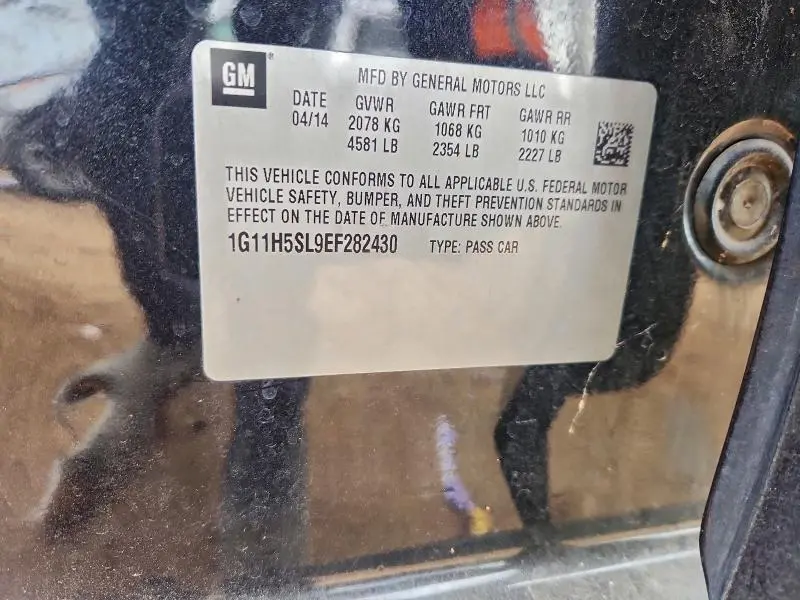 GM ®
MFD BY GENERAL MOTORS LLC
DATE GVWR GAWR FRT GAWR RR
04/14 2078 KG 1068 KG 1010 KG
4581 LB 2354 LB 2227 LB
THIS VEHICLE CONFORMS TO ALL APPLICABLE U.S. FEDERAL MOTOR
VEHICLE SAFETY, BUMPER, AND THEFT PREVENTION STANDARDS IN
EFFECT ON THE DATE OF MANUFACTURE SHOWN ABOVE.
1G11H5SL9EF282430 TYPE: PASS CAR